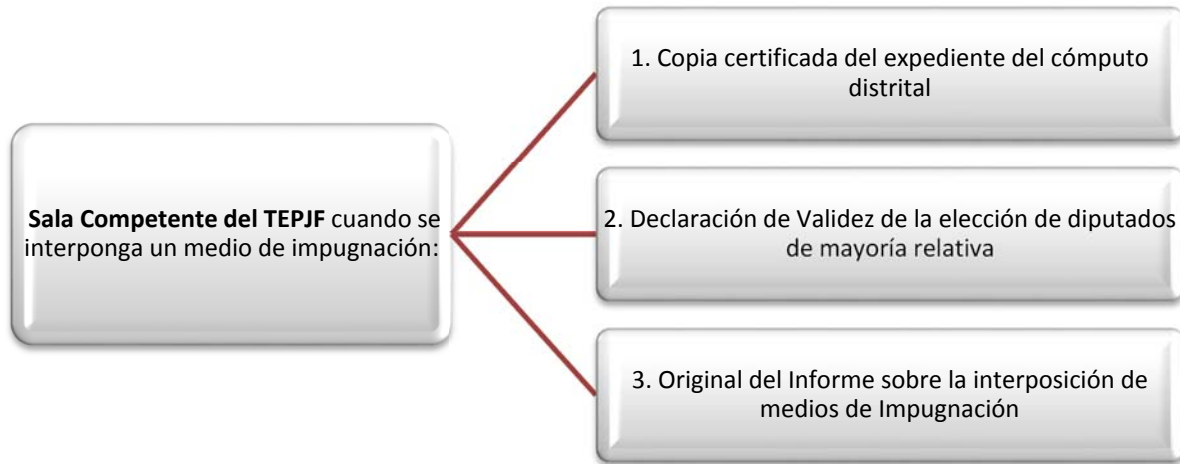 Sala Competente del TEPJF cuando se
interponga un medio de impugnación:
1. Copia certificada del expediente del cómputo
distrital
2. Declaración de Validez de la elección de diputados
de mayoría relativa
3. Original del Informe sobre la interposición de
medios de Impugnación